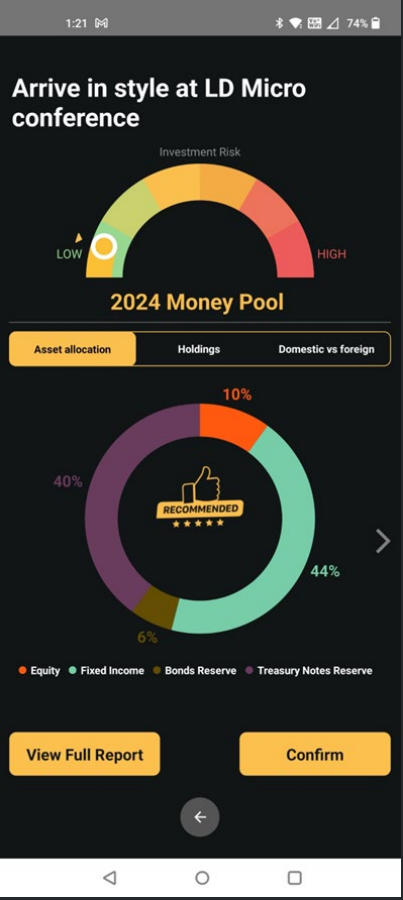 1:21
74%
Arrive in style at LD Micro
conference
Investment Risk
LOW
HIGH
2024 Money Pool
Asset allocation
Holdings
Domestic vs foreign
10%
40%
RECOMMENDED
44%
6%
Equity
Fixed Income
Bonds Reserve
Treasury Notes Reserve
View Full Report
Confirm